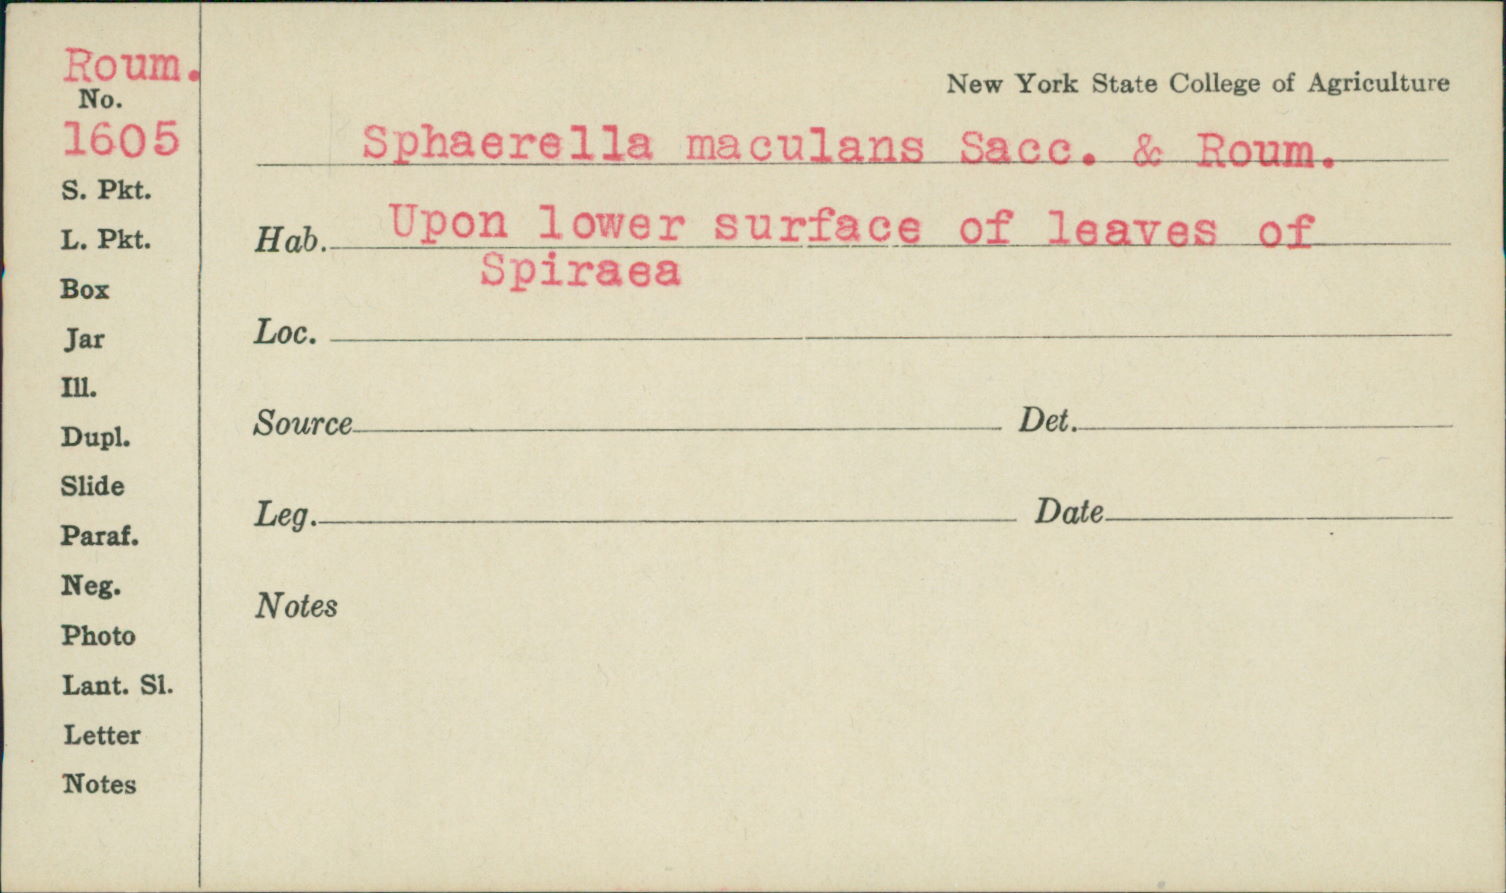 Roum.
No.
1605
S. Pkt.
L. Pkt.
Box
Jar
Ill.
Dupl.
Slide
Paraf.
Neg.
Photo
Lant. Sl.
Letter
Notes
New York State College of Agriculture
Sphaerella maculans Sacc. & Roum.
Hab. Upon lower surface of leaves of
Spiraea
Loc.
Source Det.
Leg. Date
Notes